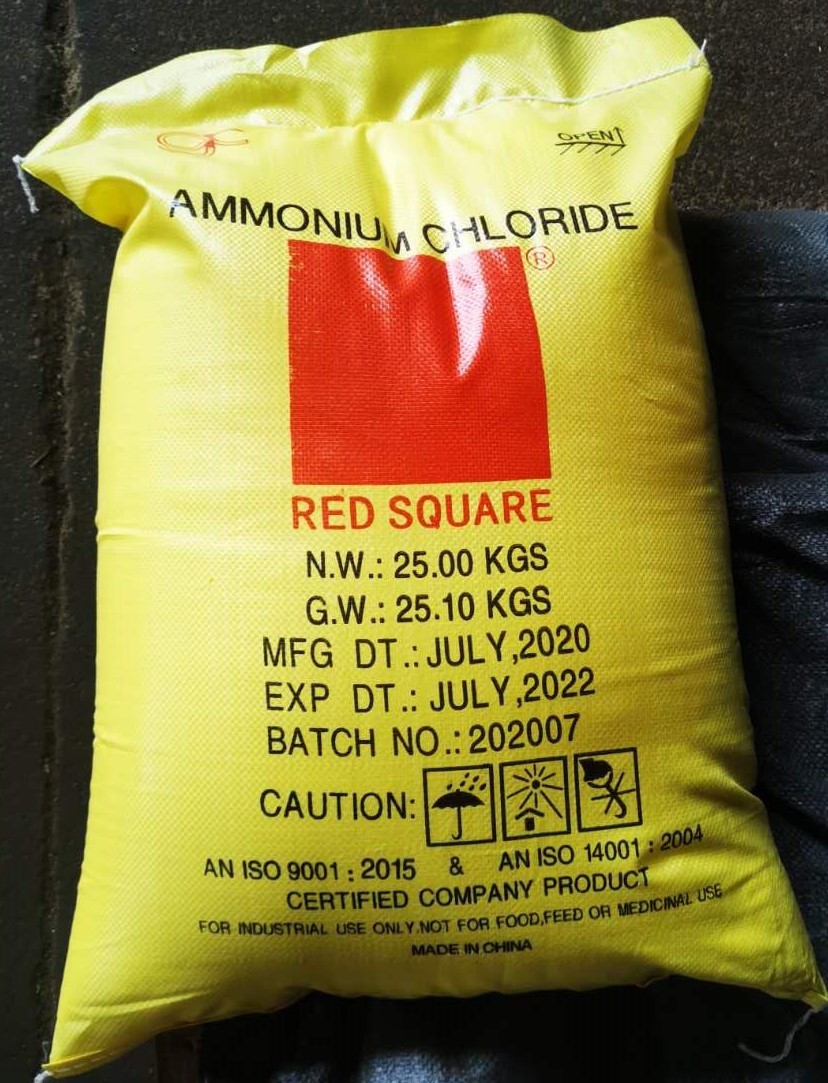 OPEN
AMMONIUM CHLORIDE
®
RED SQUARE
N.W.: 25.00 KGS
G.W.: 25.10 KGS
MFG DT.: JULY,2020
EXP DT.: JULY,2022
BATCH NO.: 202007
CAUTION:
AN ISO 9001 : 2015 & AN ISO 14001 : 2004
CERTIFIED COMPANY PRODUCT
FOR INDUSTRIAL USE ONLY.NOT FOR FOOD,FEED OR MEDICINAL USE
MADE IN CHINA